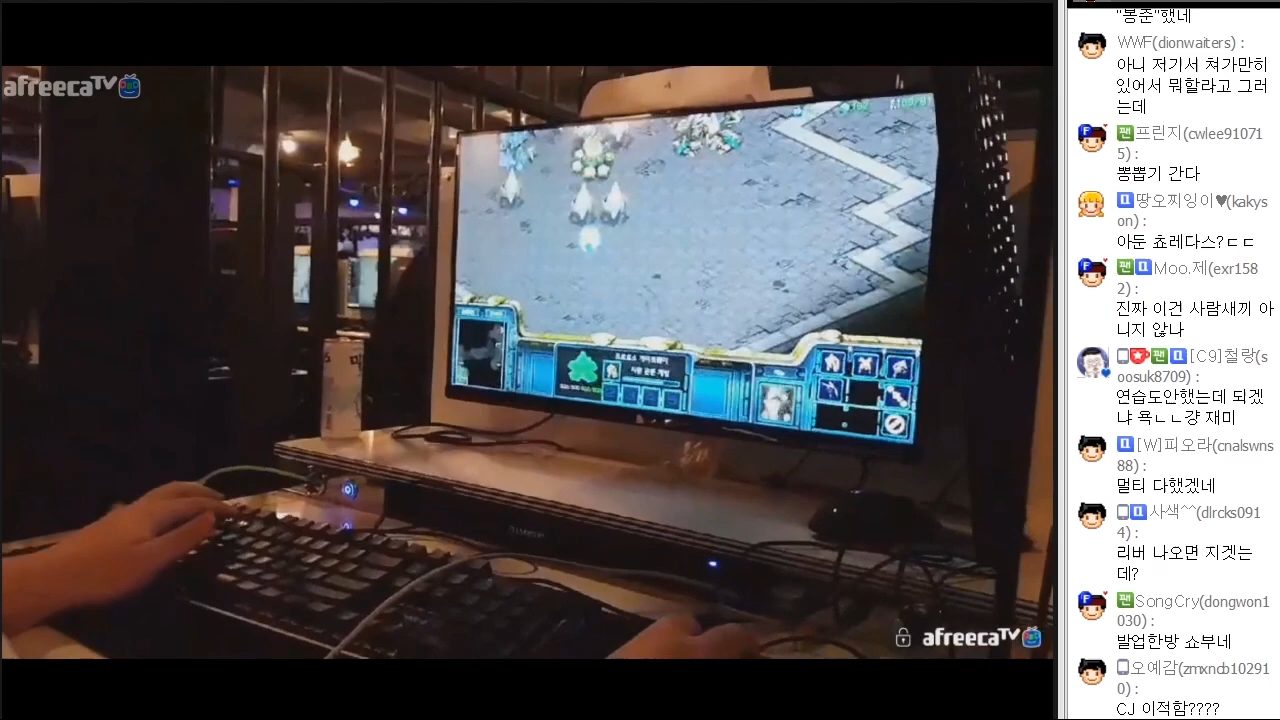 "봉준"했네
WWF(dionwaiters) :
아니 저기서 쳐가만히
있어서 뭐할라고 그러
는데
팬프린지(cwlee91071
5) :
뽕뽑기 간다
땅오찌잉이♥(kakys
on) :
아둔 쵸레다스?ㄷㄷ
팬Moo.제(exr158
2) :
진짜 이건 사람새끼 아
니지 않나
팬[C9]철랑(s
oosuk8709) :
연습도안했는데 되겠
냐 욕ㄴㄴ걍 재미
[W]피오라(cnalswns
88) :
멀티 다했겠네
사색^^(dlrcks091
4) :
리버 나오면 지겟는
데?
팬SongCry(dongwon1
030) :
발업한방 쇼부네
오예감(zmxncb10291
0) :
CJ 이적함????
afreecaTV
afreecaTV